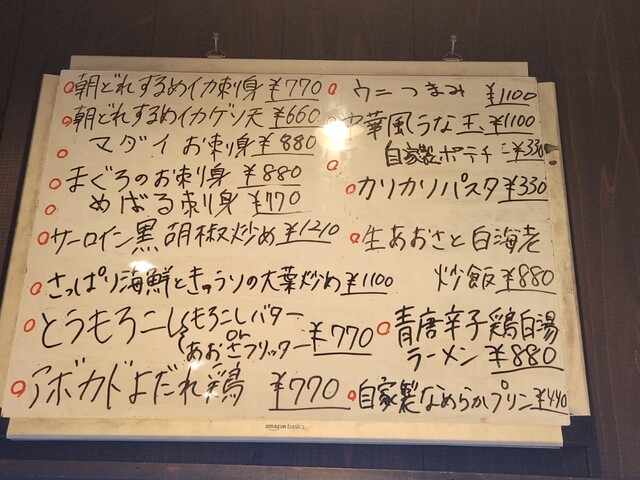 朝どれするめイカ刺身¥770
朝どれするめイカゲソ天¥660
マダイ お刺身¥880
まぐろのお刺身 ¥880
めばる刺身 ¥770
サーロイン黒胡椒炒め¥1210
さっぱり海鮮ときゅうりの大葉炒め¥1100
とうもろこし もろこしバター
or
あおさフリッター ¥770
アボカドよだれ鶏 ¥770
ウニつまみ ¥1100
中華風うな玉 ¥1100
自家製ポテチ ¥330
カリカリパスタ¥330
生あおさと白海老
炒飯¥880
青唐辛子鶏白湯
ラーメン ¥880
自家製なめらかプリン¥440
amazon basics